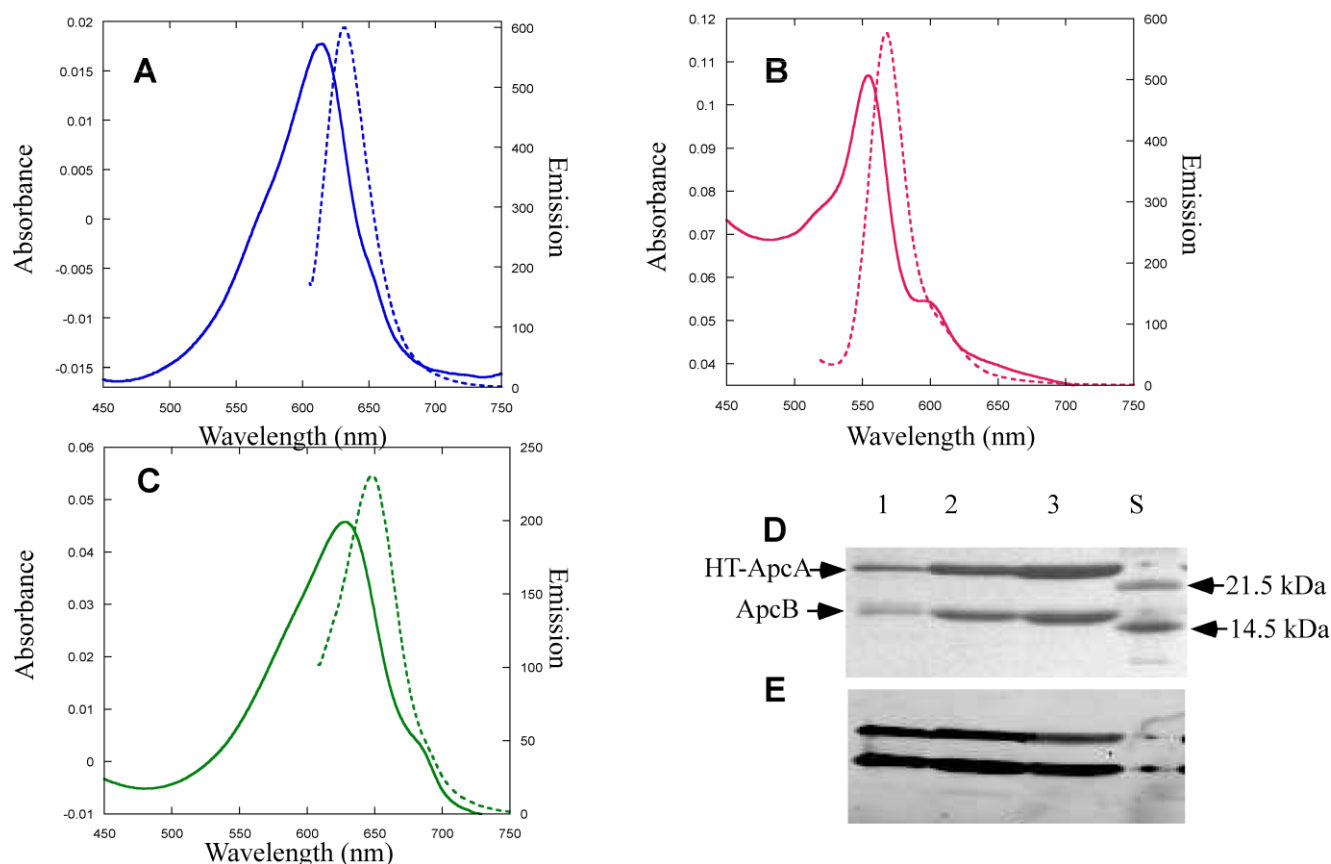 A
Absorbance
Emission
0.02
0.015
0.01
0.005
0
-0.005
-0.01
-0.015
600
500
400
300
200
100
0
450 500 550 600 650 700 750
Wavelength (nm)
B
Absorbance
Emission
0.12
0.11
0.1
0.09
0.08
0.07
0.06
0.05
0.04
600
500
400
300
200
100
0
450 500 550 600 650 700 750
Wavelength (nm)
C
Absorbance
Emission
0.06
0.05
0.04
0.03
0.02
0.01
0
-0.01
250
200
150
100
50
0
450 500 550 600 650 700 750
Wavelength (nm)
1 2 3 S
D
HT-ApcA
ApcB
21.5 kDa
14.5 kDa
E